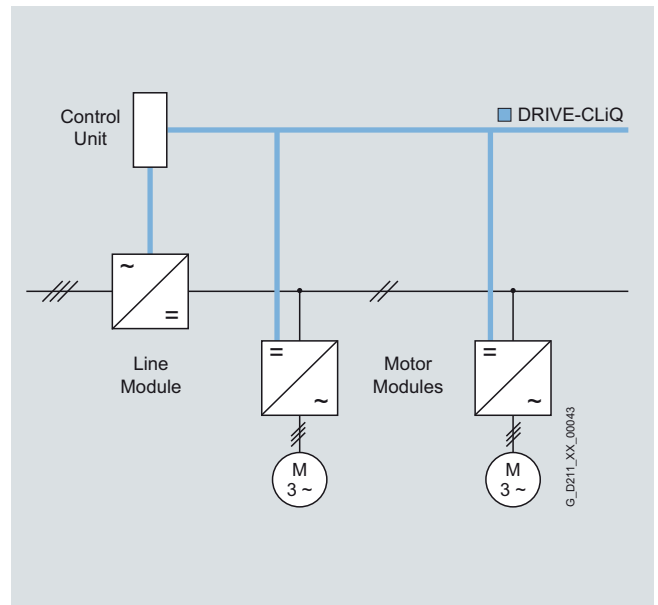 Control
Unit
DRIVE-CLiQ
~
=
Line
Module
=
~
Motor
Modules
=
~
M
3 ~
M
3 ~
G_D211_XX_00043